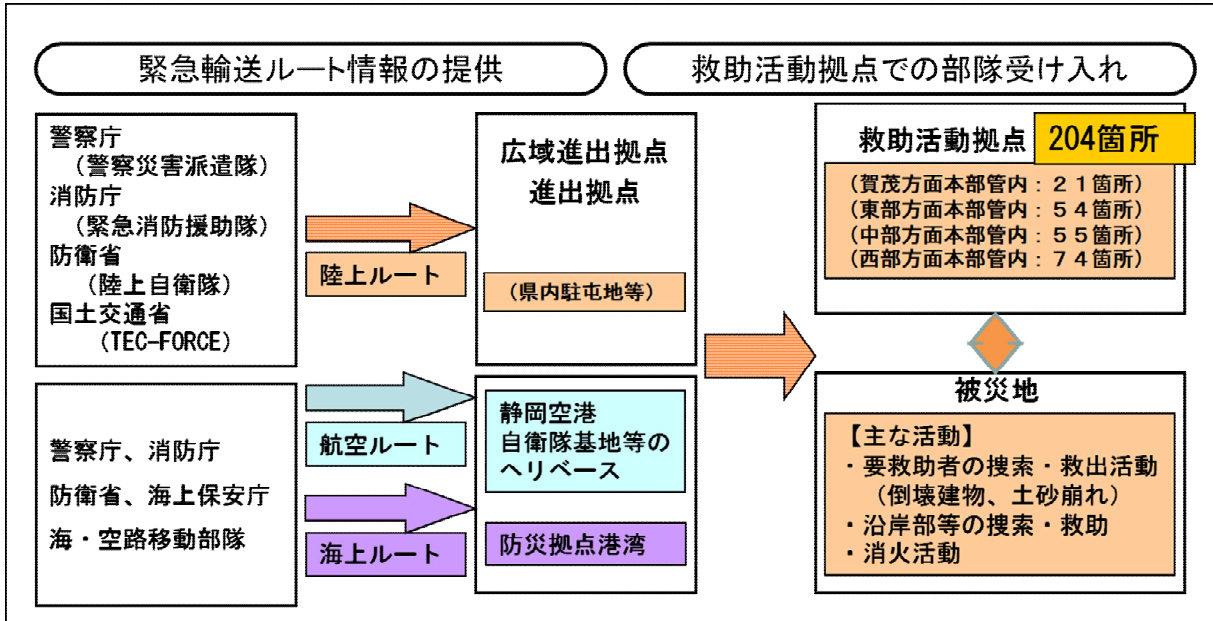 緊急輸送ルート情報の提供
救助活動拠点での部隊受け入れ
警察庁
(警察災害派遣隊)
消防庁
(緊急消防援助隊)
防衛省
(陸上自衛隊)
国土交通省
(TEC-FORCE)
陸上ルート
広域進出拠点
進出拠点
(県内駐屯地等)
警察庁、消防庁
防衛省、海上保安庁
海・空路移動部隊
航空ルート
海上ルート
静岡空港
自衛隊基地等の
ヘリベース
防災拠点港湾
救助活動拠点
204箇所
(賀茂方面本部管内：２１箇所)
(東部方面本部管内：５４箇所)
(中部方面本部管内：５５箇所)
(西部方面本部管内：７４箇所)
被災地
【主な活動】
・要救助者の捜索・救出活動
(倒壊建物、土砂崩れ)
・沿岸部等の捜索・救助
・消火活動